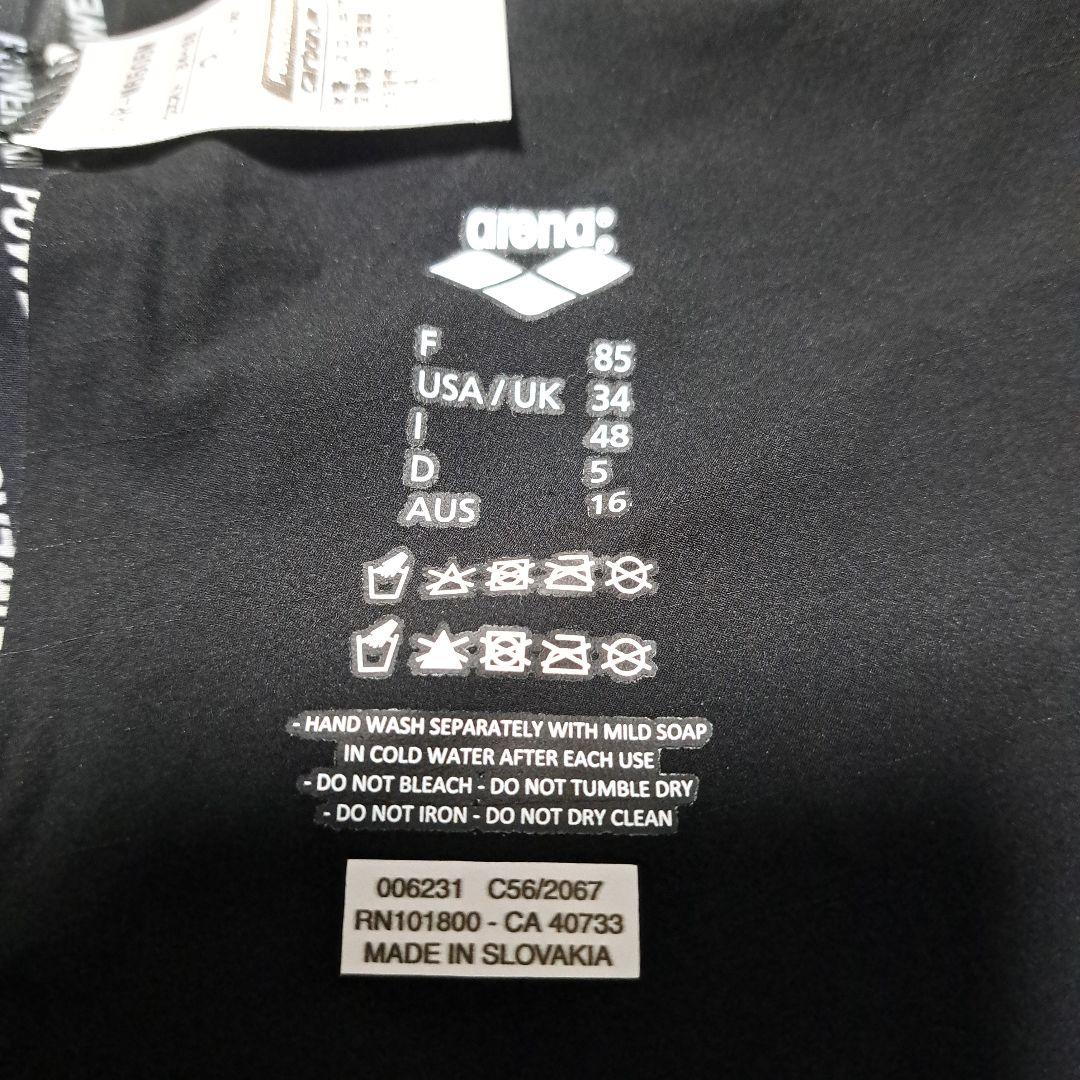 carbon
arena
F 85
USA / UK 34
I 48
D 5
AUS 16
- HAND WASH SEPARATELY WITH MILD SOAP
IN COLD WATER AFTER EACH USE
- DO NOT BLEACH - DO NOT TUMBLE DRY
- DO NOT IRON - DO NOT DRY CLEAN
006231 C56/2067
RN101800 - CA 40733
MADE IN SLOVAKIA